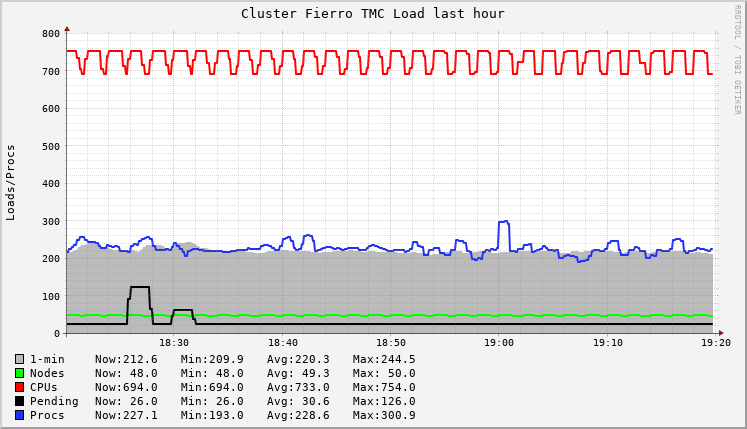 Cluster Fierro TMC Load last hour
RRDTOOL / TOBI OETIKER
Loads/Procs
800
700
600
500
400
300
200
100
0
18:30 18:40 18:50 19:00 19:10 19:20
1-min Now:212.6 Min:209.9 Avg:220.3 Max:244.5
Nodes Now: 48.0 Min: 48.0 Avg: 49.3 Max: 50.0
CPUs Now:694.0 Min:694.0 Avg:733.0 Max:754.0
Pending Now: 26.0 Min: 26.0 Avg: 30.6 Max:126.0
Procs Now:227.1 Min:193.0 Avg:228.6 Max:300.9